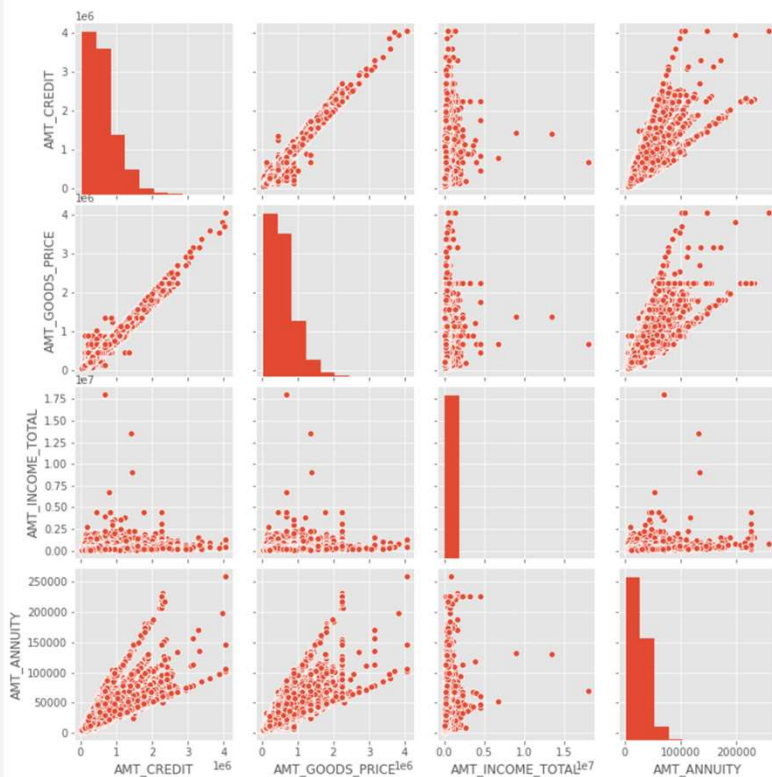 1e6
4
3
2
1
0
AMT_CREDIT
1e6
4
3
2
1
0
AMT_GOODS_PRICE
1e7
1.75
1.50
1.25
1.00
0.75
0.50
0.25
0.00
AMT_INCOME_TOTAL
250000
200000
150000
100000
50000
0
AMT_ANNUITY
0 1 2 3 4 0 1 2 3 4 0.0 0.5 1.0 1.5 0 100000 200000
AMT_CREDIT 1e6 AMT_GOODS_PRICE 1e6 AMT_INCOME_TOTAL 1e7 AMT_ANNUITY